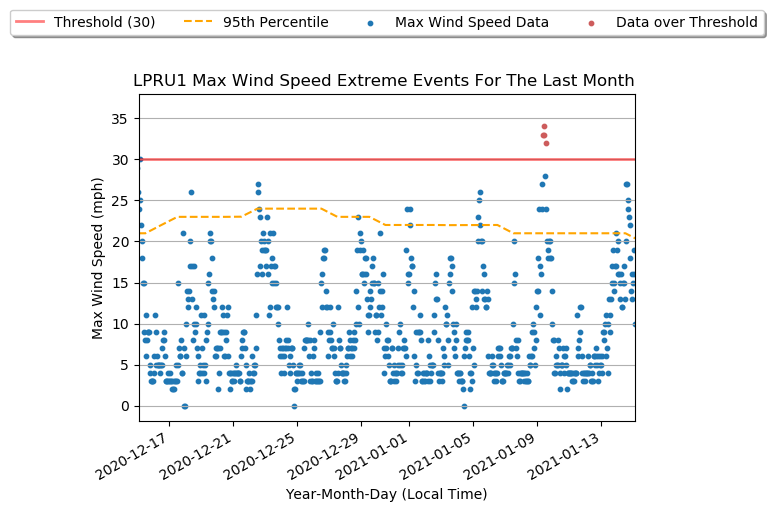 Threshold (30) 95th Percentile Max Wind Speed Data Data over Threshold
LPRU1 Max Wind Speed Extreme Events For The Last Month
35
30
25
20
15
10
5
0
Max Wind Speed (mph)
2020-12-17 2020-12-21 2020-12-25 2020-12-29 2021-01-01 2021-01-05 2021-01-09 2021-01-13
Year-Month-Day (Local Time)